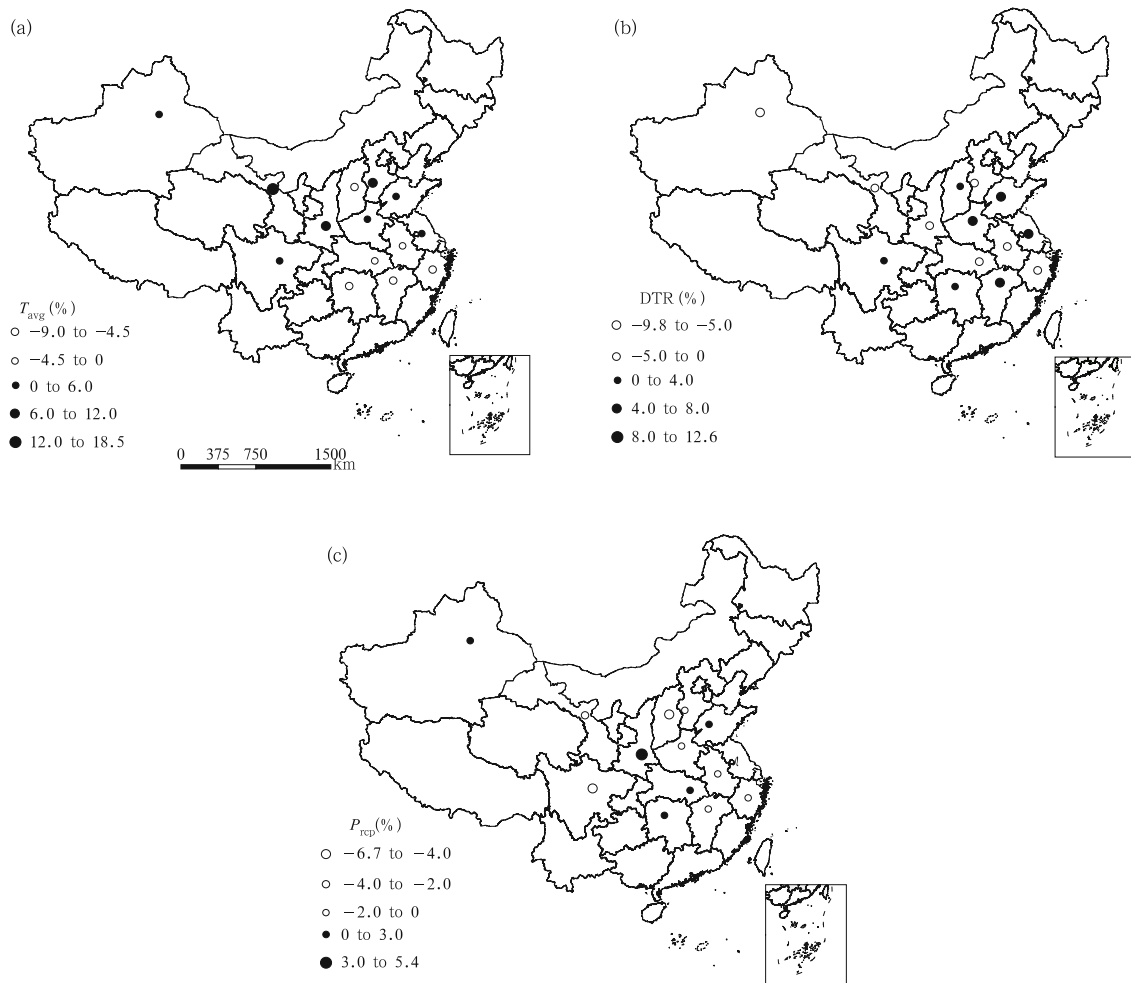 (a)
T avg (%)
−9.0 to −4.5
−4.5 to 0
0 to 6.0
6.0 to 12.0
12.0 to 18.5
0 375 750 1500
km
(b)
DTR (%)
−9.8 to −5.0
−5.0 to 0
0 to 4.0
4.0 to 8.0
8.0 to 12.6
(c)
P rcp (%)
−6.7 to −4.0
−4.0 to −2.0
−2.0 to 0
0 to 3.0
3.0 to 5.4